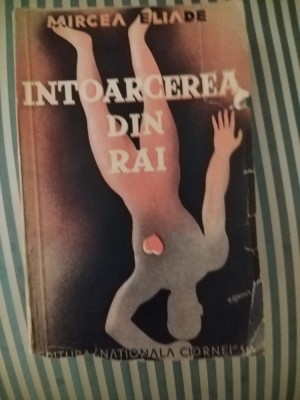 MIRCEA ELIADE
INTOARCEREA
DIN
RAI
EDITURA NATIONALA CIORNEI